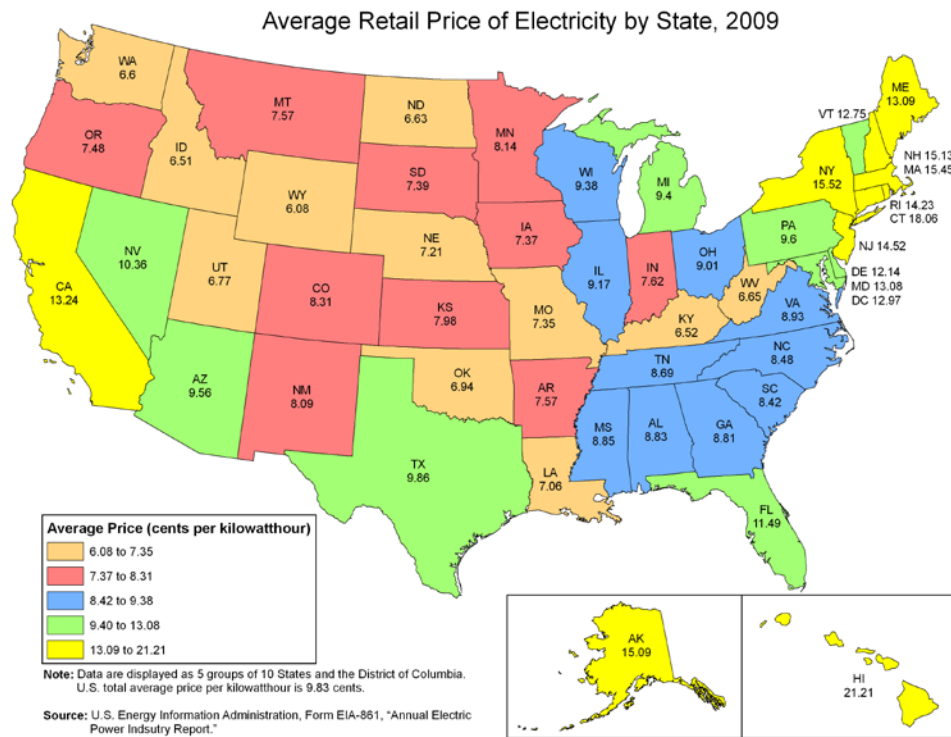 Average Retail Price of Electricity by State, 2009
WA
6.6
MT
7.57
ND
6.63
MN
8.14
ME
13.09
VT 12.75
OR
7.48
ID
6.51
SD
7.39
WI
9.38
MI
9.4
NY
15.52
NH 15.13
MA 15.45
RI 14.23
CT 18.06
WY
6.08
NE
7.21
IA
7.37
PA
9.6
NJ 14.52
NV
10.36
UT
6.77
CO
8.31
IL
9.17
IN
7.62
OH
9.01
DE 12.14
MD 13.08
DC 12.97
CA
13.24
KS
7.98
MO
7.35
WV
6.65
VA
8.93
KY
6.52
AZ
9.56
NM
8.09
OK
6.94
AR
7.57
TN
8.69
NC
8.48
SC
8.42
MS
8.85
AL
8.83
GA
8.81
TX
9.86
LA
7.06
FL
11.49
Average Price (cents per kilowatthour)
6.08 to 7.35
7.37 to 8.31
8.42 to 9.38
9.40 to 13.08
13.09 to 21.21
AK
15.09
HI
21.21
Note: Data are displayed as 5 groups of 10 States and the District of Columbia.
U.S. total average price per kilowatthour is 9.83 cents.
Source: U.S. Energy Information Administration, Form EIA-861, "Annual Electric
Power Indsutry Report."